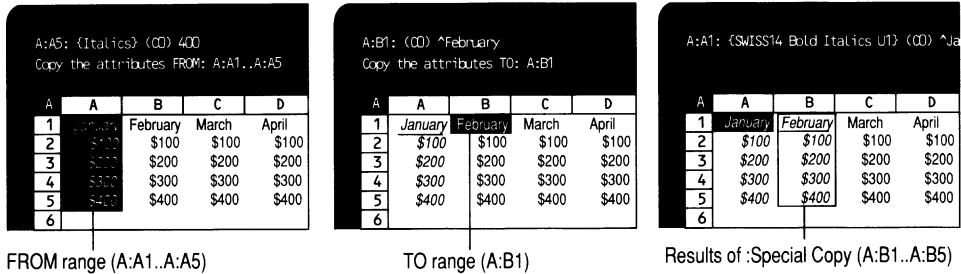 A:A5: {Italics} (C0) 400
Copy the attributes FROM: A:A1..A:A5
A A B C D
1 January February March April
2 $100 $100 $100 $100
3 $200 $200 $200 $200
4 $300 $300 $300 $300
5 $400 $400 $400 $400
6
FROM range (A:A1..A:A5)
A:B1: (C0) ^February
Copy the attributes TO: A:B1
A A B C D
1 January February March April
2 $100 $100 $100 $100
3 $200 $200 $200 $200
4 $300 $300 $300 $300
5 $400 $400 $400 $400
6
TO range (A:B1)
A:A1: {SWISS14 Bold Italics U1} (C0) ^Ja
A A B C D
1 January February March April
2 $100 $100 $100 $100
3 $200 $200 $200 $200
4 $300 $300 $300 $300
5 $400 $400 $400 $400
6
Results of :Special Copy (A:B1..A:B5)